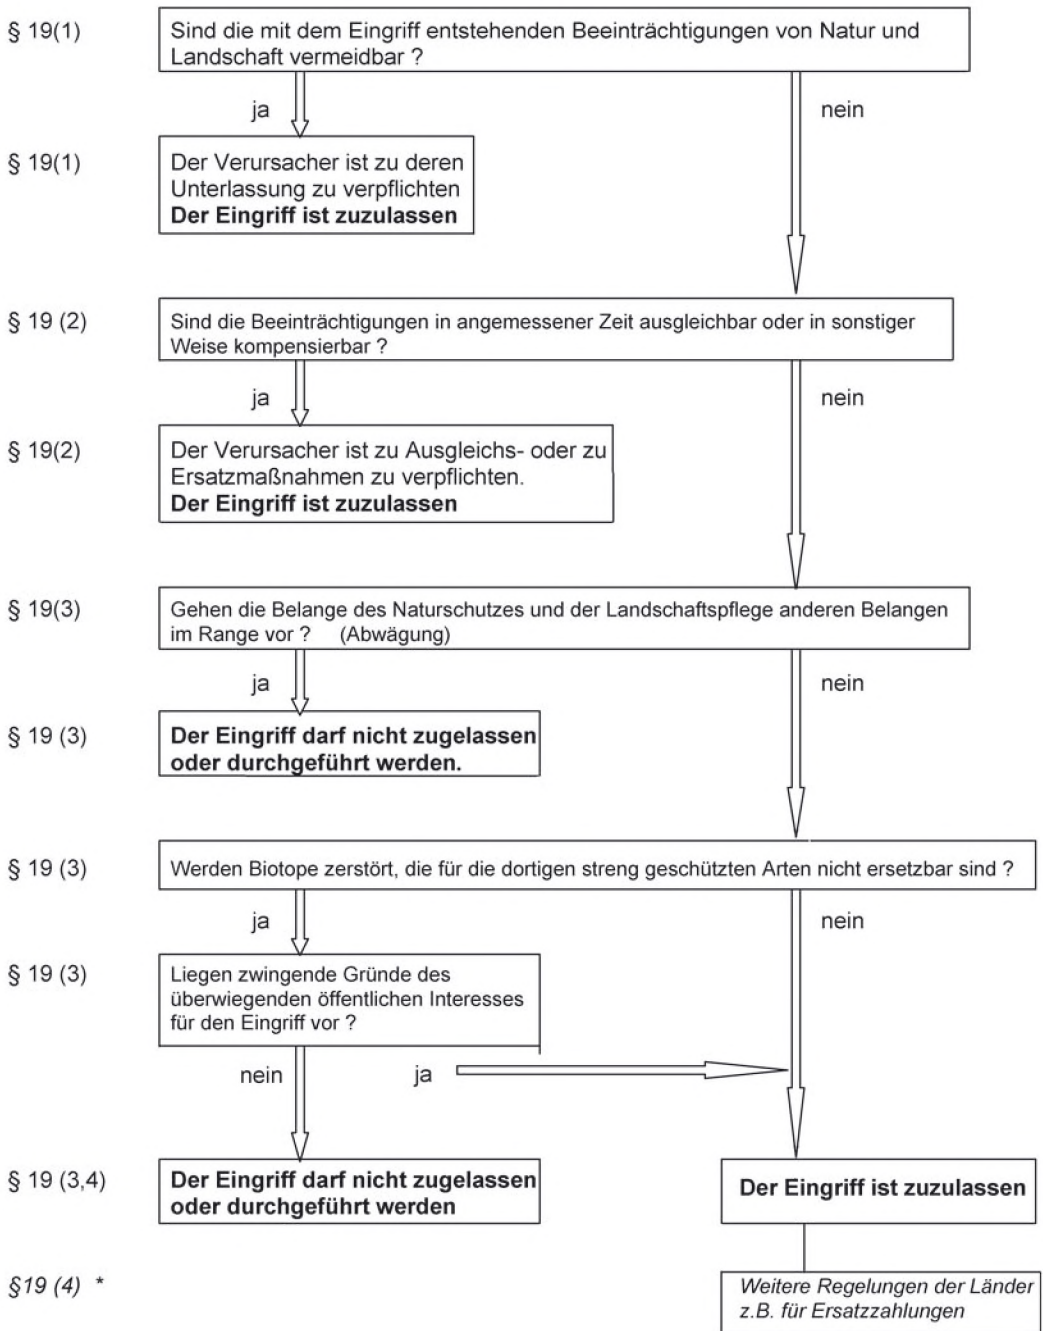 § 19(1)
Sind die mit dem Eingriff entstehenden Beeinträchtigungen von Natur und
Landschaft vermeidbar ?
ja
nein
§ 19(1)
Der Verursacher ist zu deren
Unterlassung zu verpflichten
Der Eingriff ist zuzulassen
§ 19 (2)
Sind die Beeinträchtigungen in angemessener Zeit ausgleichbar oder in sonstiger
Weise kompensierbar ?
ja
nein
§ 19(2)
Der Verursacher ist zu Ausgleichs- oder zu
Ersatzmaßnahmen zu verpflichten.
Der Eingriff ist zuzulassen
§ 19(3)
Gehen die Belange des Naturschutzes und der Landschaftspflege anderen Belangen
im Range vor ? (Abwägung)
ja
nein
§ 19 (3)
Der Eingriff darf nicht zugelassen
oder durchgeführt werden.
§ 19 (3)
Werden Biotope zerstört, die für die dortigen streng geschützten Arten nicht ersetzbar sind ?
ja
nein
§ 19 (3)
Liegen zwingende Gründe des
überwiegenden öffentlichen Interesses
für den Eingriff vor ?
nein
ja
§ 19 (3,4)
Der Eingriff darf nicht zugelassen
oder durchgeführt werden
Der Eingriff ist zuzulassen
§19 (4) *
Weitere Regelungen der Länder
z.B. für Ersatzzahlungen